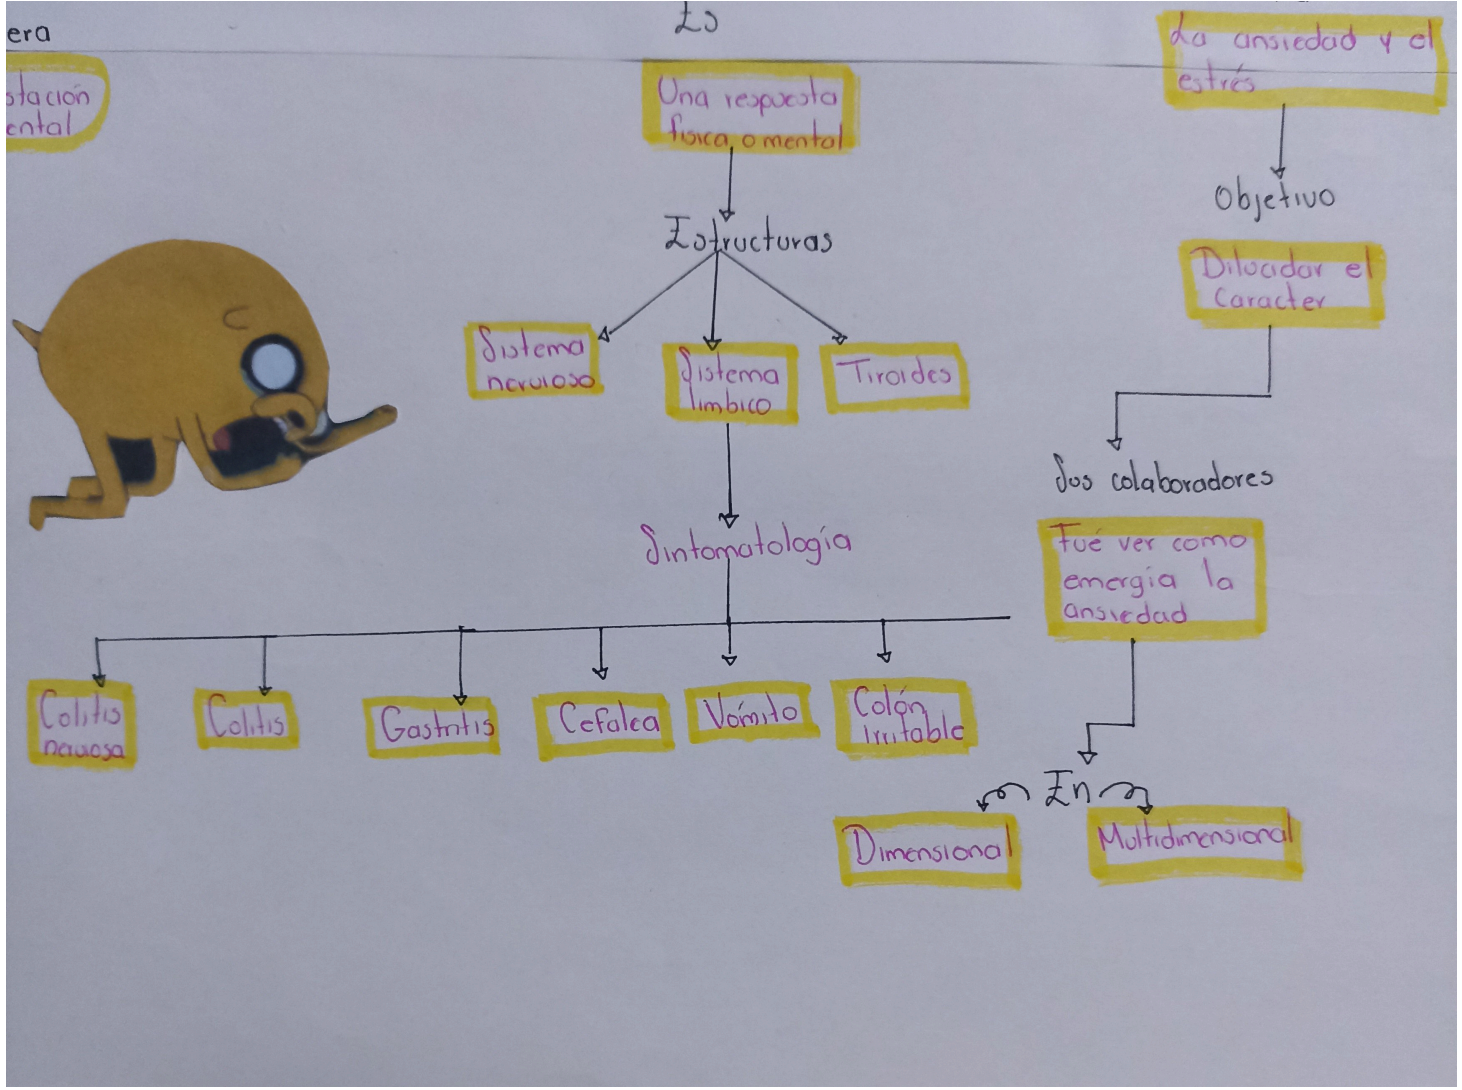 era
stación
ental
Es
Una respuesta
física o mental
Estructuras
Sistema
nervioso
Sistema
límbico
Tiroides
Sintomatología
Colitis
nerviosa
Colitis
Gastritis
Cefalea
Vómito
Colón
irritable
La ansiedad y el
estrés
Objetivo
Dilucidar el
caracter
Sus colaboradores
Fué ver como
emergía la
ansiedad
En
Dimensional
Multidimensional